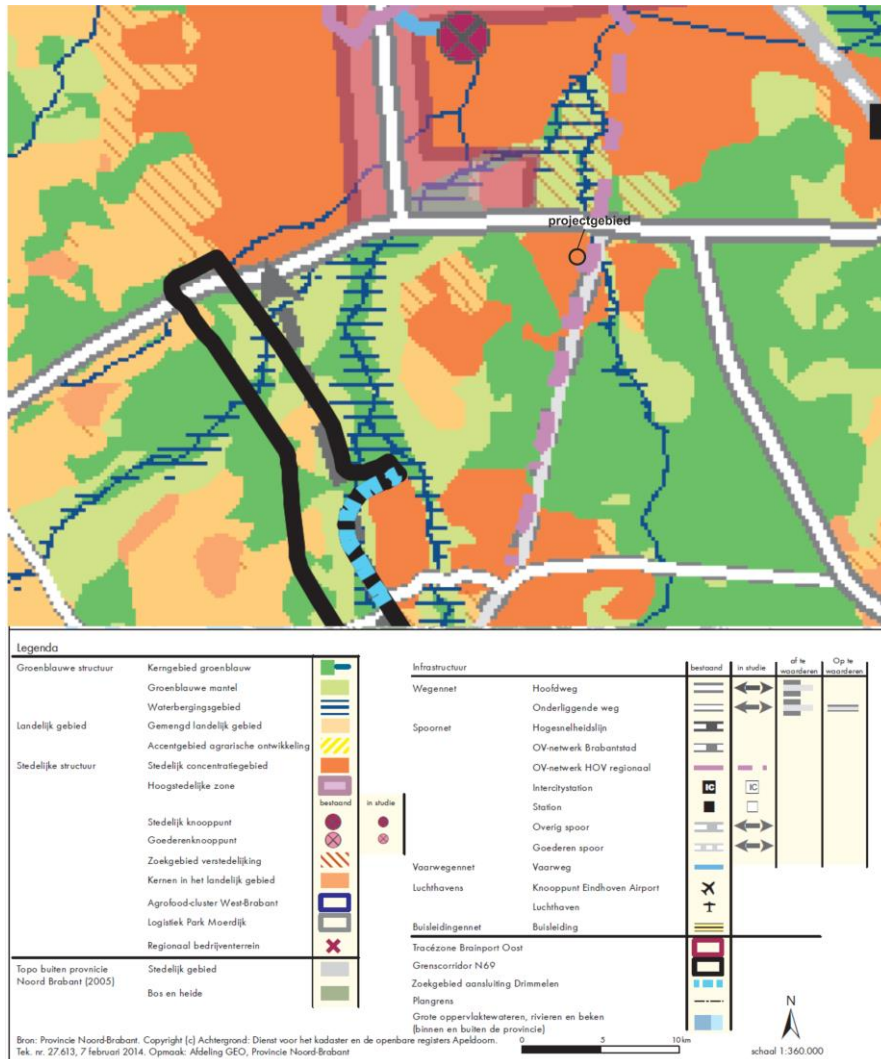 projectgebied
Legenda
Groenblauwe structuur
Kerngebied groenblauw
Groenblauwe mantel
Waterbergingsgebied
Landelijk gebied
Gemengd landelijk gebied
Accentgebied agrarische ontwikkeling
Stedelijke structuur
Stedelijk concentratiegebied
Hoogstedelijke zone
bestaand
in studie
Stedelijk knooppunt
Goederenknooppunt
Zoekgebied verstedelijking
Kernen in het landelijk gebied
Agrofood-cluster West-Brabant
Logistiek Park Moerdijk
Regionaal bedrijventerrein
Topo buiten provnicie
Noord Brabant (2005)
Stedelijk gebied
Bos en heide
Infrastructuur
bestaand
in studie
af te
waarderen
Op te
waarderen
Wegennet
Hoofdweg
Onderliggende weg
Spoornet
Hogesnelheidslijn
OV-netwerk Brabantstad
OV-netwerk HOV regionaal
Intercitystation
IC
IC
Station
Overig spoor
Goederen spoor
Vaarwegennet
Vaarweg
Luchthavens
Knooppunt Eindhoven Airport
Luchthaven
Buisleidingennet
Buisleiding
Tracézone Brainport Oost
Grenscorridor N69
Zoekgebied aansluiting Drimmelen
Plangrens
Grote oppervlaktewateren, rivieren en beken
(binnen en buiten de provincie)
N
0
5
10km
schaal 1:360.000
Bron: Provincie Noord-Brabant. Copyright (c) Achtergrond: Dienst voor het kadaster en de openbare registers Apeldoorn.
Tek. nr. 27.613, 7 februari 2014. Opmaak: Afdeling GEO, Provincie Noord-Brabant